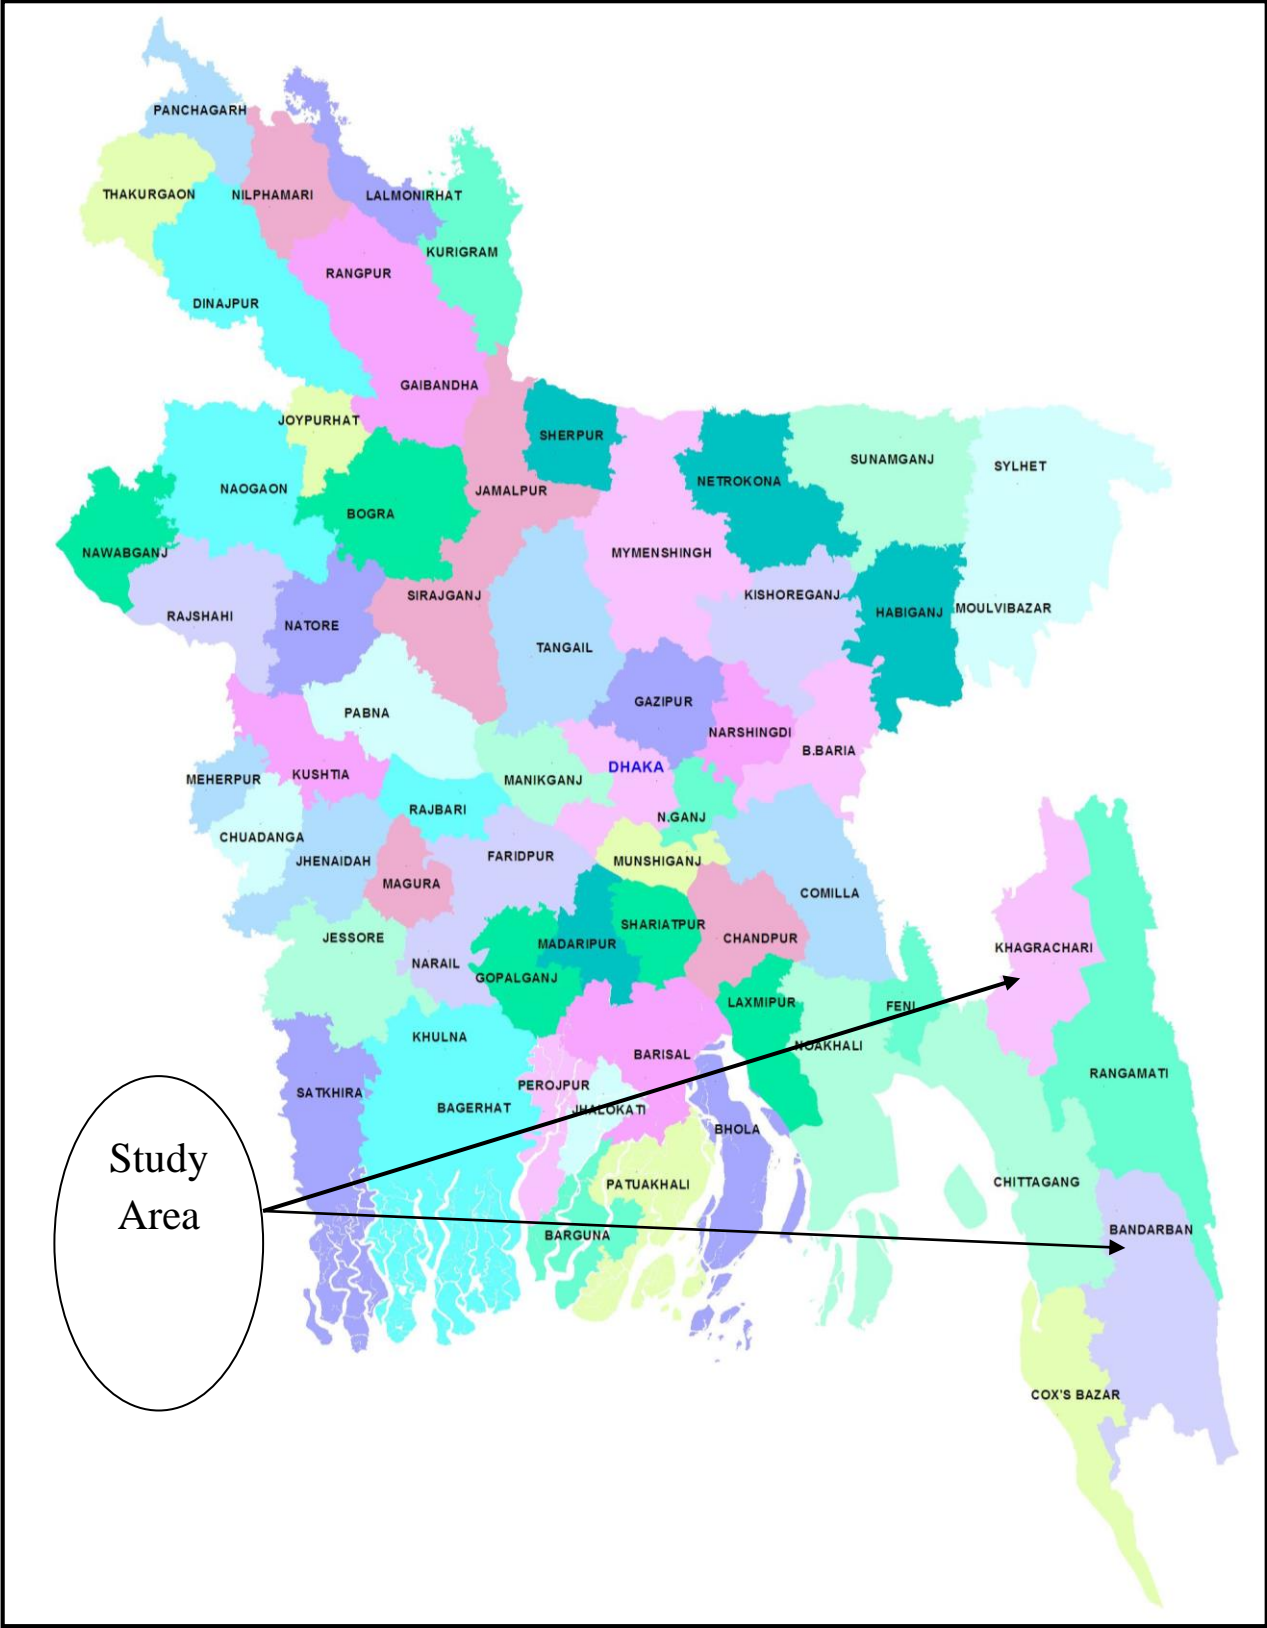 PANCHAGARH
THAKURGAON
NILPHAMARI
LALMONIRHAT
KURIGRAM
RANGPUR
DINAJPUR
GAIBANDHA
JOYPURHAT
SHERPUR
SUNAMGANJ
SYLHET
NETROKONA
NAOGAON
JAMALPUR
BOGRA
NAWABGANJ
MYMENSHINGH
SIRAJGANJ
KISHOREGANJ
HABIGANJ
MOULVIBAZAR
RAJSHAHI
NATORE
TANGAIL
GAZIPUR
PABNA
NARSHINGDI
B.BARIA
DHAKA
MEHERPUR
KUSHTIA
MANIKGANJ
RAJBARI
N.GANJ
CHUADANGA
JHENAIDAH
FARIDPUR
MUNSHIGANJ
MAGURA
COMILLA
SHARIATPUR
JESSORE
MADARIPUR
CHANDPUR
KHAGRACHARI
NARAIL
GOPALGANJ
LAXMIPUR
FENI
KHULNA
NOAKHALI
BARISAL
RANGAMATI
PEROJPUR
SATKHIRA
BAGERHAT
JHALOKATI
BHOLA
Study
Area
PATUAKHALI
CHITTAGANG
BARGUNA
BANDARBAN
COX'S BAZAR